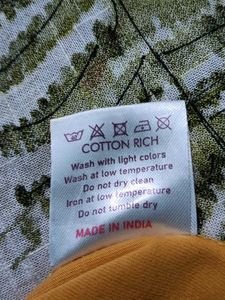 COTTON RICH
Wash with light colors
Wash at low temperature
Do not dry clean
Iron at low temperature
Do not tumble dry
MADE IN INDIA